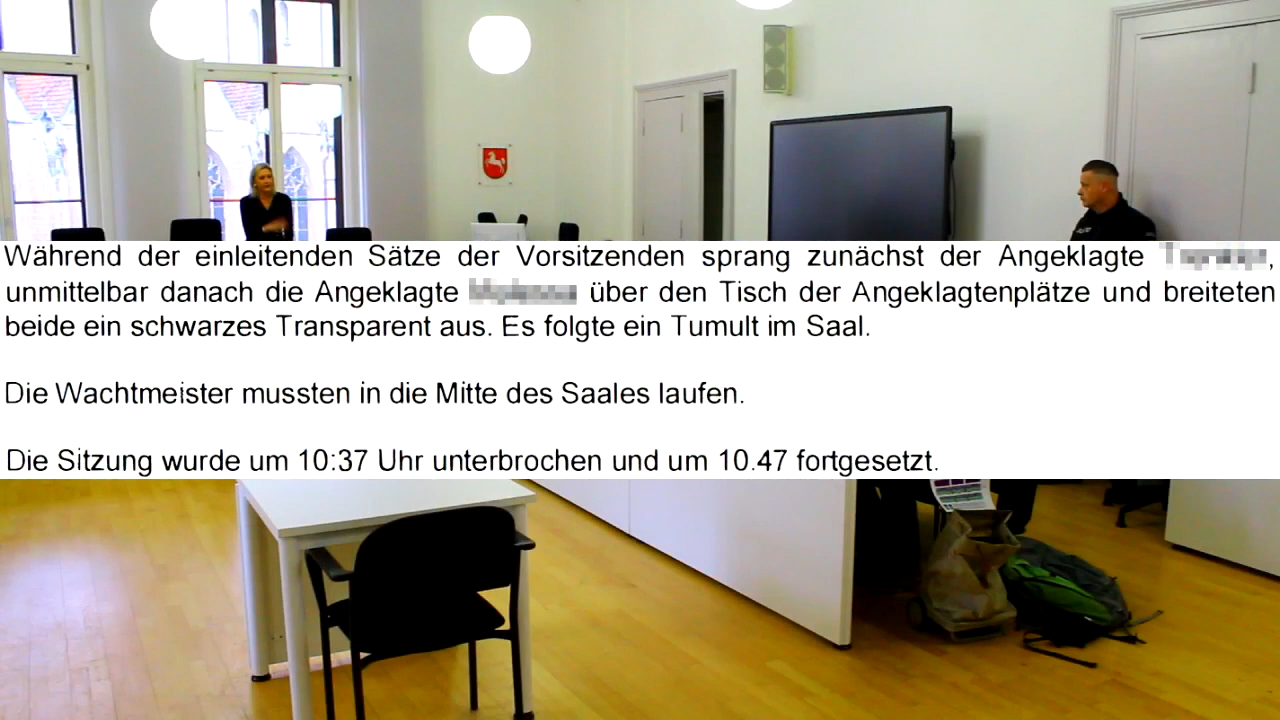 Während der einleitenden Sätze der Vorsitzenden sprang zunächst der Angeklagte ,
unmittelbar danach die Angeklagte über den Tisch der Angeklagtenplätze und breiteten
beide ein schwarzes Transparent aus. Es folgte ein Tumult im Saal.
Die Wachtmeister mussten in die Mitte des Saales laufen.
Die Sitzung wurde um 10:37 Uhr unterbrochen und um 10.47 fortgesetzt.